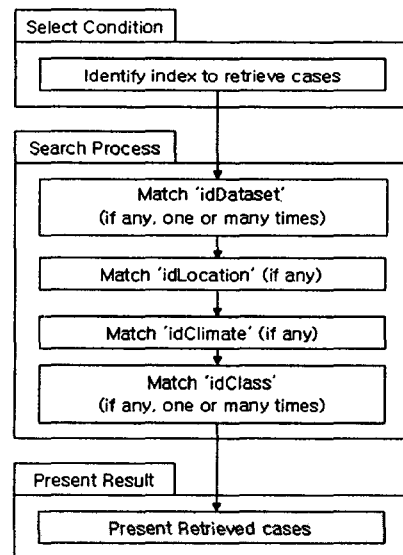 Select Condition
Identify index to retrieve cases
Search Process
Match 'idDataset'
(if any, one or many times)
Match 'idLocation' (if any)
Match 'idClimate' (if any)
Match 'idClass'
(if any, one or many times)
Present Result
Present Retrieved cases